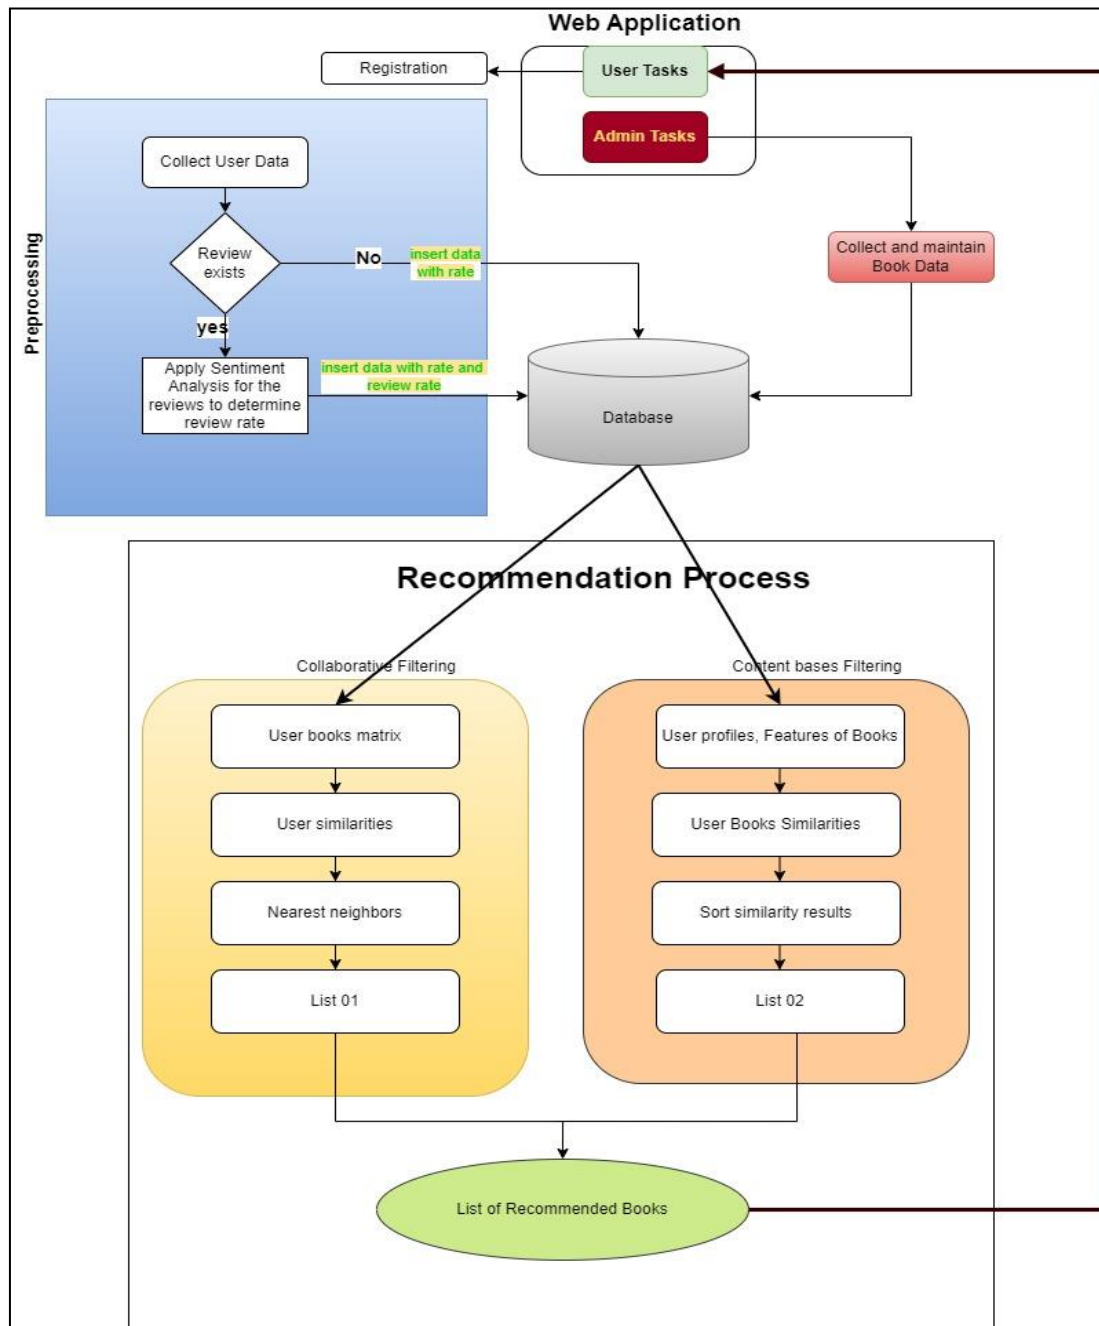 Web Application
Registration
User Tasks
Admin Tasks
Preprocessing
Collect User Data
Review
exists
No
insert data
with rate
Collect and maintain
Book Data
yes
Apply Sentiment
Analysis for the
reviews to determine
review rate
insert data with rate and
review rate
Database
Recommendation Process
Collaborative Filtering
Content bases Filtering
User books matrix
User profiles, Features of Books
User similarities
User Books Similarities
Nearest neighbors
Sort similarity results
List 01
List 02
List of Recommended Books